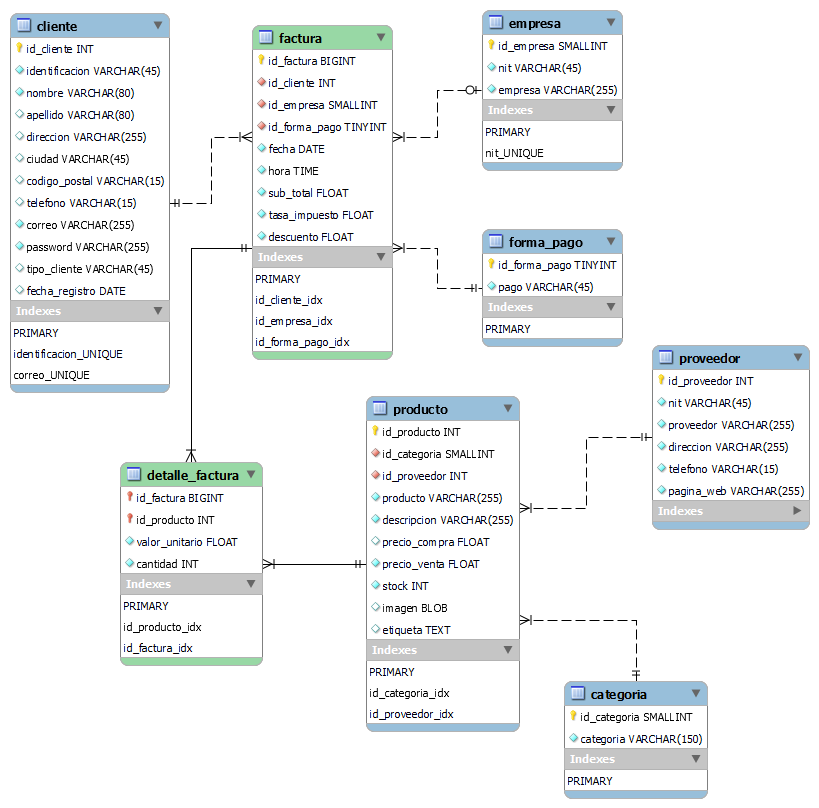 cliente
id_cliente INT
identificacion VARCHAR(45)
nombre VARCHAR(80)
apellido VARCHAR(80)
direccion VARCHAR(255)
ciudad VARCHAR(45)
codigo_postal VARCHAR(15)
telefono VARCHAR(15)
correo VARCHAR(255)
password VARCHAR(255)
tipo_cliente VARCHAR(45)
fecha_registro DATE
Indexes
PRIMARY
identificacion_UNIQUE
correo_UNIQUE
factura
id_factura BIGINT
id_cliente INT
id_empresa SMALLINT
id_forma_pago TINYINT
fecha DATE
hora TIME
sub_total FLOAT
tasa_impuesto FLOAT
descuento FLOAT
Indexes
PRIMARY
id_cliente_idx
id_empresa_idx
id_forma_pago_idx
empresa
id_empresa SMALLINT
nit VARCHAR(45)
empresa VARCHAR(255)
Indexes
PRIMARY
nit_UNIQUE
forma_pago
id_forma_pago TINYINT
pago VARCHAR(45)
Indexes
PRIMARY
proveedor
id_proveedor INT
nit VARCHAR(45)
proveedor VARCHAR(255)
direccion VARCHAR(255)
telefono VARCHAR(15)
pagina_web VARCHAR(255)
Indexes
producto
id_producto INT
id_categoria SMALLINT
id_proveedor INT
producto VARCHAR(255)
descripcion VARCHAR(255)
precio_compra FLOAT
precio_venta FLOAT
stock INT
imagen BLOB
etiqueta TEXT
Indexes
PRIMARY
id_categoria_idx
id_proveedor_idx
detalle_factura
id_factura BIGINT
id_producto INT
valor_unitario FLOAT
cantidad INT
Indexes
PRIMARY
id_producto_idx
id_factura_idx
categoria
id_categoria SMALLINT
categoria VARCHAR(150)
Indexes
PRIMARY